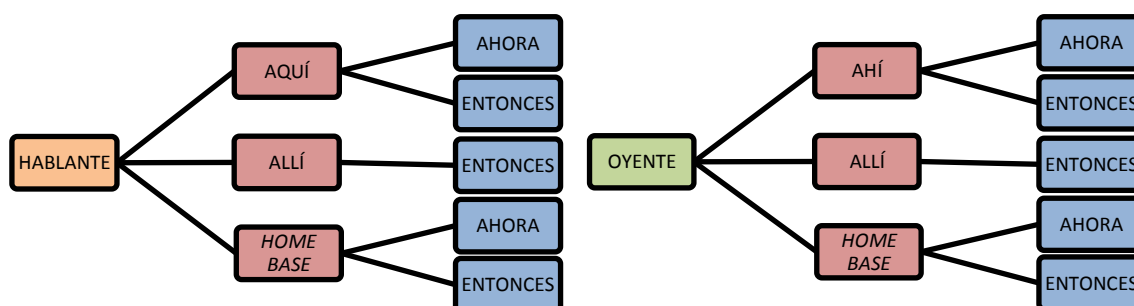 HABLANTE
AQUÍ
AHORA
ENTONCES
ALLÍ
ENTONCES
HOME
BASE
AHORA
ENTONCES
OYENTE
AHÍ
AHORA
ENTONCES
ALLÍ
ENTONCES
HOME
BASE
AHORA
ENTONCES